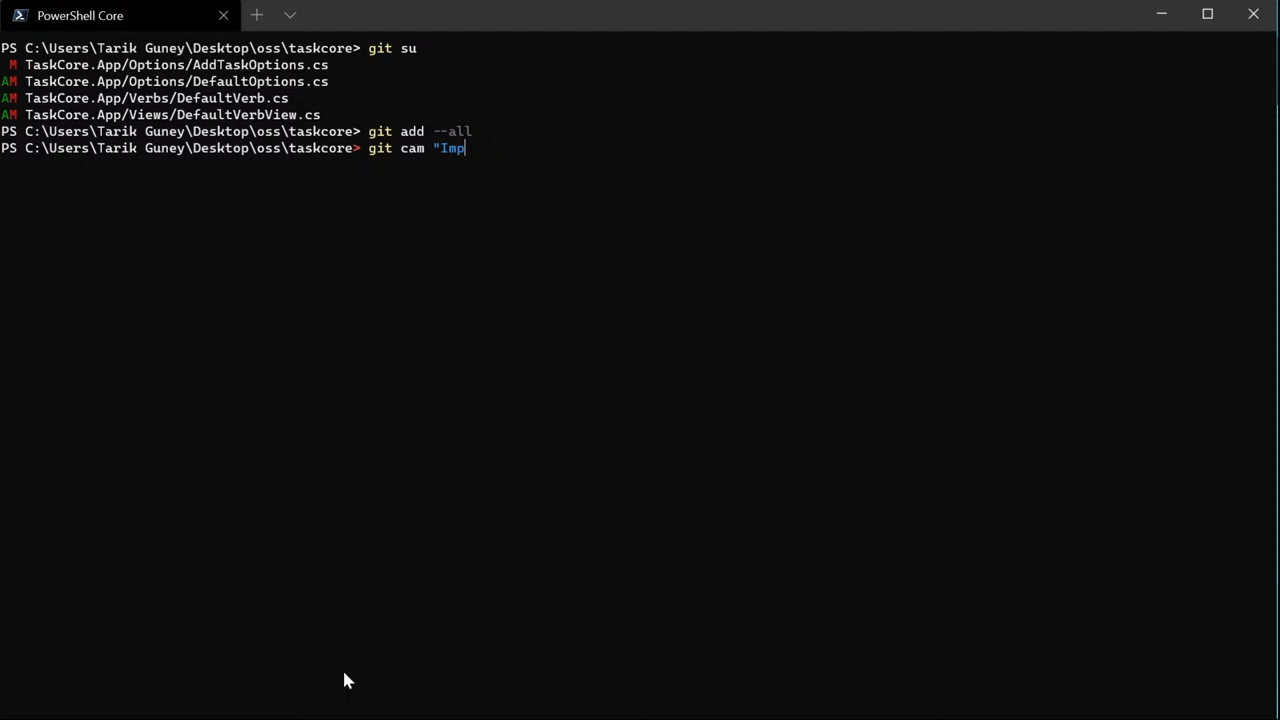 PowerShell Core
PS C:\Users\Tarik Guney\Desktop\oss\taskcore> git su
 M TaskCore.App/Options/AddTaskOptions.cs
AM TaskCore.App/Options/DefaultOptions.cs
AM TaskCore.App/Verbs/DefaultVerb.cs
AM TaskCore.App/Views/DefaultVerbView.cs
PS C:\Users\Tarik Guney\Desktop\oss\taskcore> git add --all
PS C:\Users\Tarik Guney\Desktop\oss\taskcore> git cam "Imp